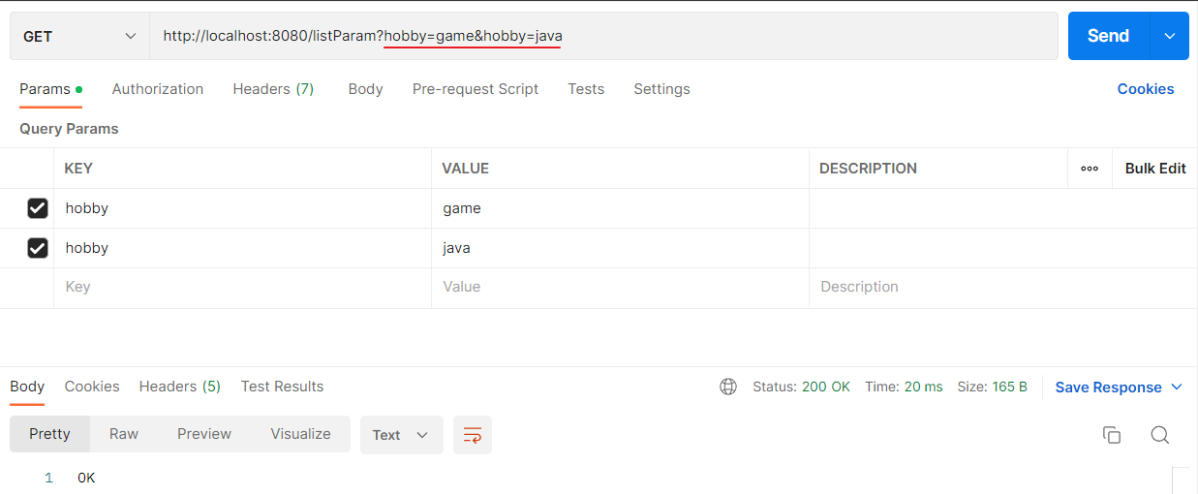 GET http://localhost:8080/listParam?hobby=game&hobby=java Send
Params Authorization Headers (7) Body Pre-request Script Tests Settings Cookies
Query Params
KEY VALUE DESCRIPTION ooo Bulk Edit
hobby game
hobby java
Key Value Description
Body Cookies Headers (5) Test Results Status: 200 OK Time: 20 ms Size: 165 B Save Response
Pretty Raw Preview Visualize Text
1 OK